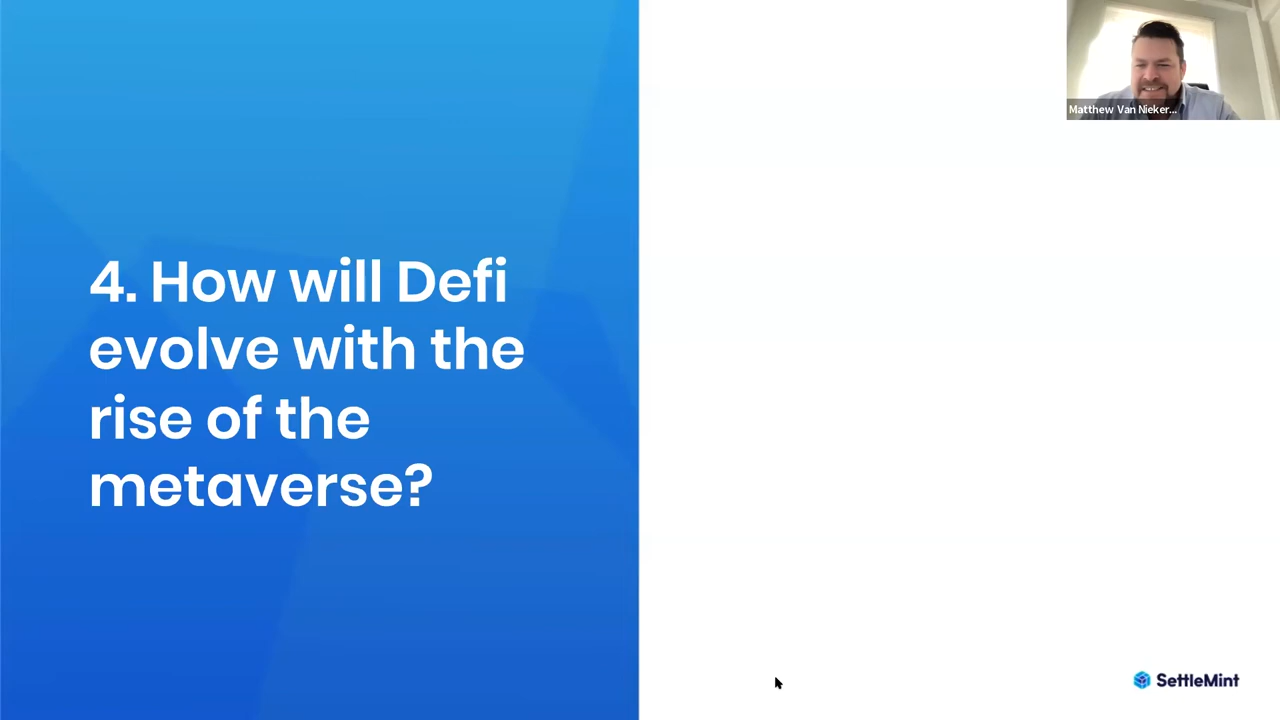 4. How will Defi
evolve with the
rise of the
metaverse?
Matthew Van Nieker...
SettleMint